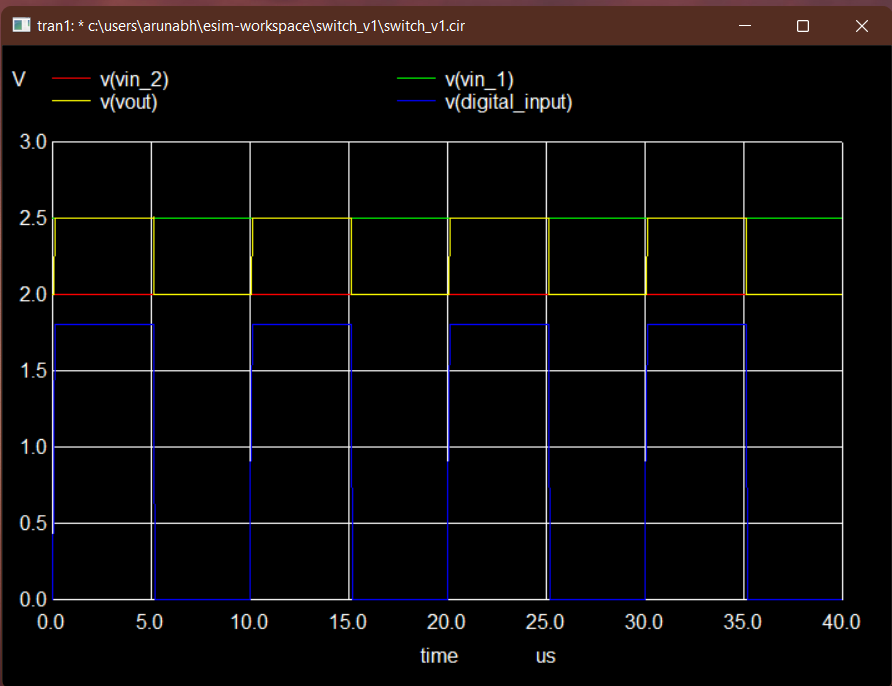 tran1: * c:\users\arunabh\esim-workspace\switch_v1\switch_v1.cir
V v(vin_2) v(vin_1)
v(vout) v(digital_input)
3.0
2.5
2.0
1.5
1.0
0.5
0.0
0.0 5.0 10.0 15.0 20.0 25.0 30.0 35.0 40.0
time us